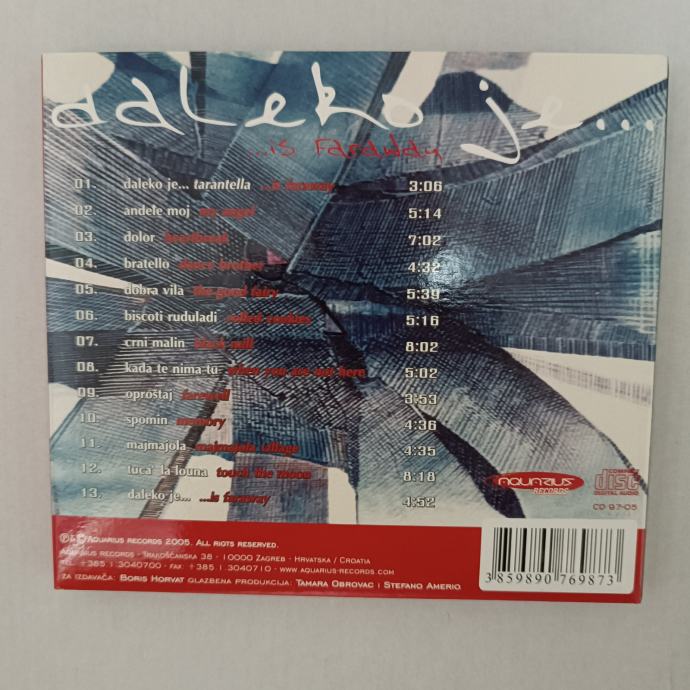 daleko je...
...is faraway
01. daleko je... tarantella ...is faraway 3:06
02. anđele moj my angel 5:14
03. dolor heartbreak 7:02
04. bratello dance brother 4:32
05. dobra vila the good fairy 5:39
06. biscoti ruduladi rolled cookies 5:16
07. crni malin black mill 8:02
08. kada te nima tu when you are not here 5:02
09. oproštaj farewell 3:53
10. spomin memory 4:36
11. majmajola majmajola village 4:35
12. tuca' la louna touch the moon 8:18
13. daleko je... ...is faraway 4:52
AQUARIUS RECORDS
COMPACT disc DIGITAL AUDIO
CD 97-05
℗ & © AQUARIUS RECORDS 2005. ALL RIGTS RESERVED.
AQUARIUS RECORDS · TRAKOŠĆANSKA 38 · 10000 ZAGREB · HRVATSKA / CROATIA
TEL. +385.1.3040700 · FAX: +385.1.3040710 · WWW.AQUARIUS-RECORDS.COM
ZA IZDAVAČA: BORIS HORVAT GLAZBENA PRODUKCIJA: TAMARA OBROVAC I STEFANO AMERIO
3 859890 769873